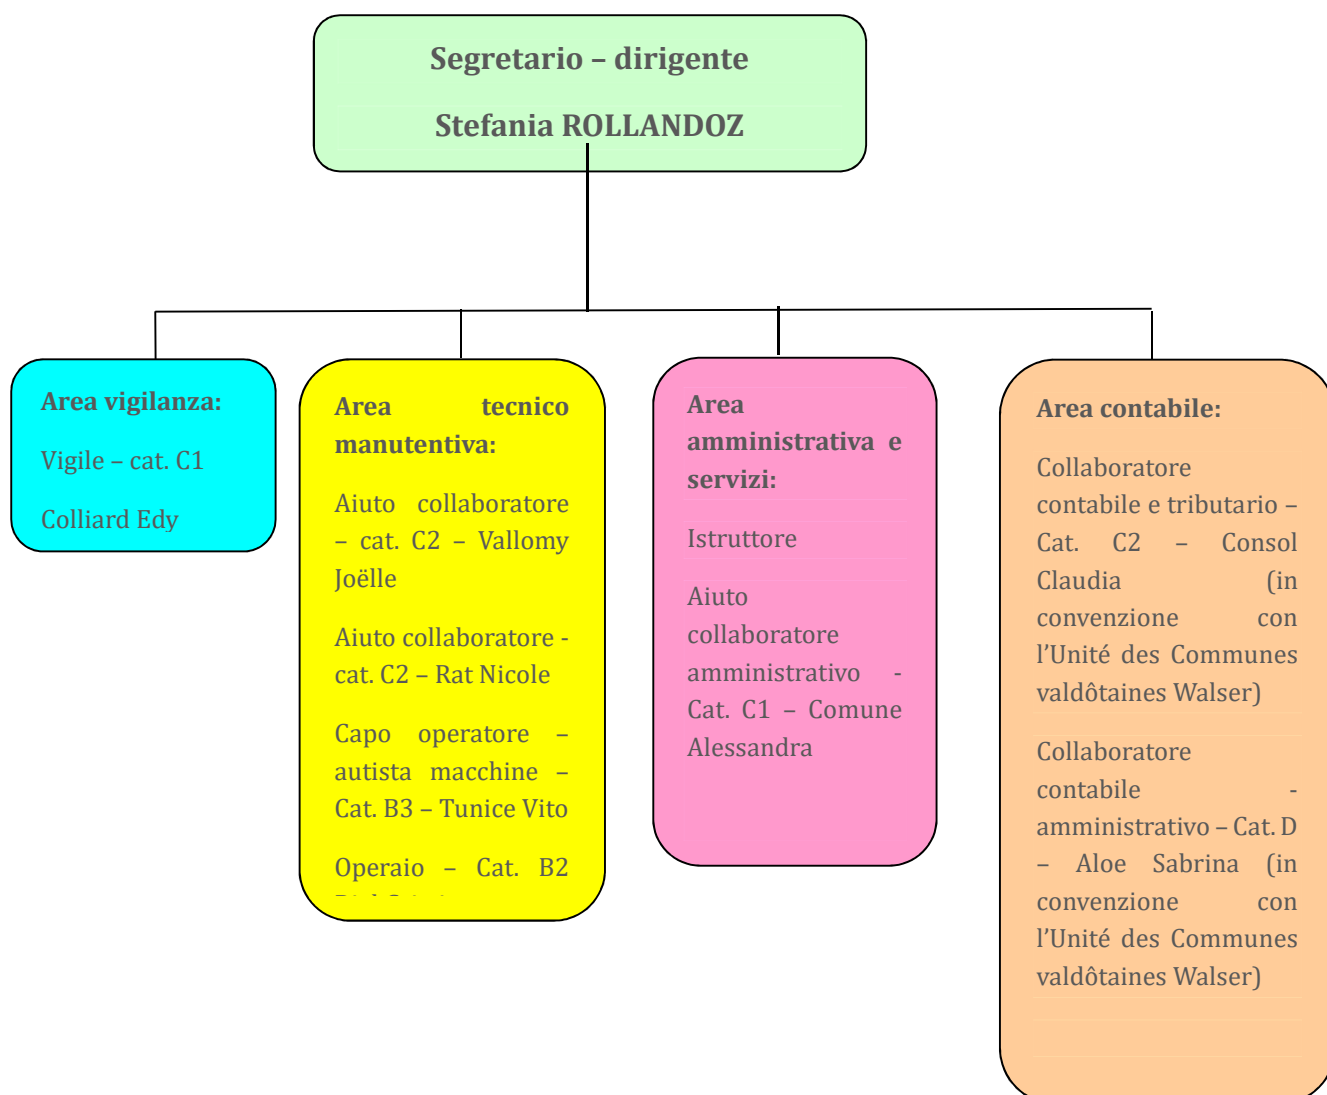 Segretario – dirigente
Stefania ROLLANDOZ
Area vigilanza:
Vigile – cat. C1
Colliard Edy
Area tecnico
manutentiva:
Aiuto collaboratore
– cat. C2 – Vallomy
Joëlle
Aiuto collaboratore -
cat. C2 – Rat Nicole
Capo operatore –
autista macchine –
Cat. B3 – Tunice Vito
Operaio – Cat. B2
Area
amministrativa e
servizi:
Istruttore
Aiuto
collaboratore
amministrativo -
Cat. C1 – Comune
Alessandra
Area contabile:
Collaboratore
contabile e tributario –
Cat. C2 – Consol
Claudia (in
convenzione con
l’Unité des Communes
valdôtaines Walser)
Collaboratore
contabile -
amministrativo – Cat. D
– Aloe Sabrina (in
convenzione con
l’Unité des Communes
valdôtaines Walser)